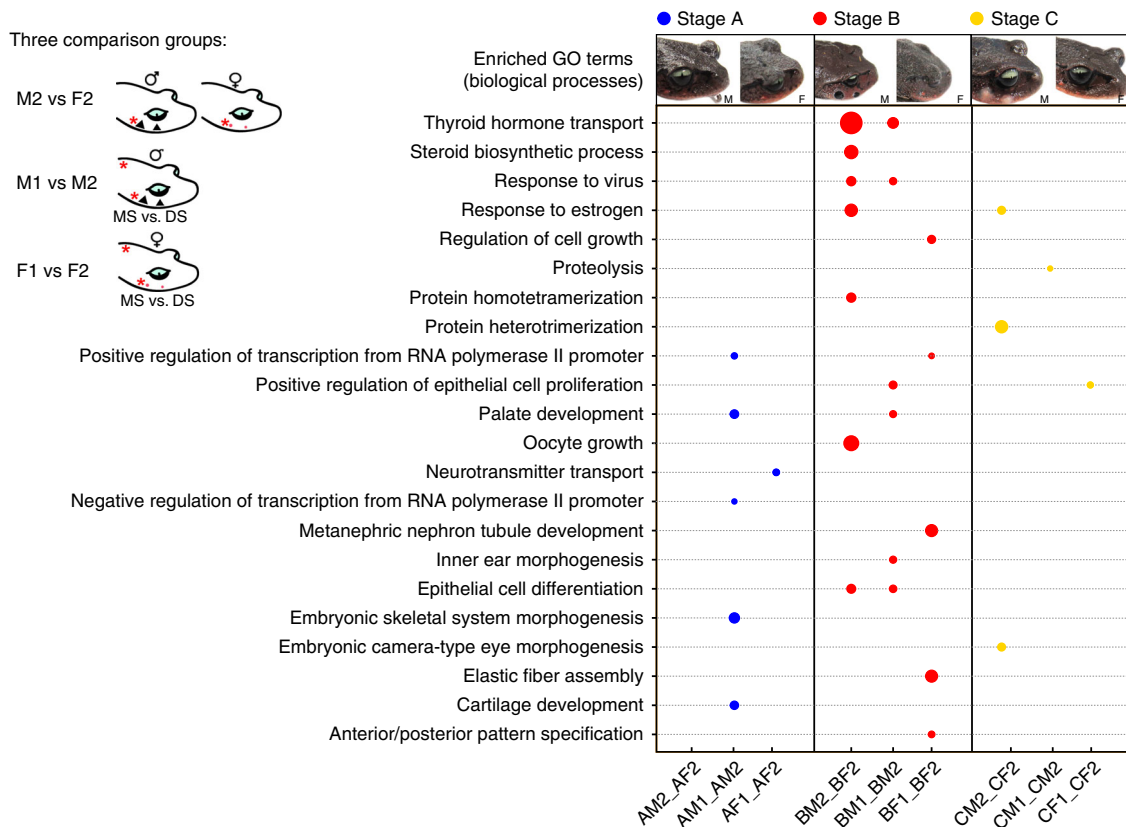 Stage A
Stage B
Stage C
Three comparison groups:
M2 vs F2
♂
♀
*
*
M1 vs M2
♂
*
*
MS vs. DS
F1 vs F2
♀
*
*
MS vs. DS
Enriched GO terms
(biological processes)
M
F
M
F
M
F
Thyroid hormone transport
Steroid biosynthetic process
Response to virus
Response to estrogen
Regulation of cell growth
Proteolysis
Protein homotetramerization
Protein heterotrimerization
Positive regulation of transcription from RNA polymerase II promoter
Positive regulation of epithelial cell proliferation
Palate development
Oocyte growth
Neurotransmitter transport
Negative regulation of transcription from RNA polymerase II promoter
Metanephric nephron tubule development
Inner ear morphogenesis
Epithelial cell differentiation
Embryonic skeletal system morphogenesis
Embryonic camera-type eye morphogenesis
Elastic fiber assembly
Cartilage development
Anterior/posterior pattern specification
AM2_AF2
AM1_AM2
AF1_AF2
BM2_BF2
BM1_BM2
BF1_BF2
CM2_CF2
CM1_CM2
CF1_CF2